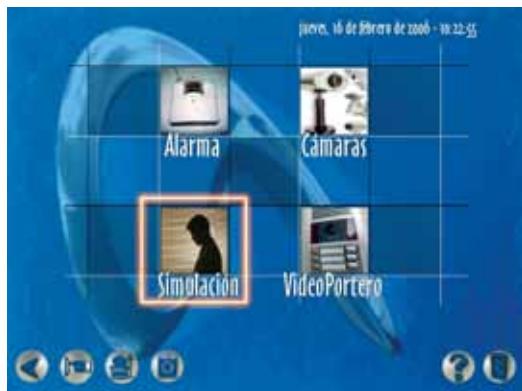 jueves, 16 de febrero de 2006 - 10:22:55
Alarma
Cámaras
Simulación
VideoPortero
?